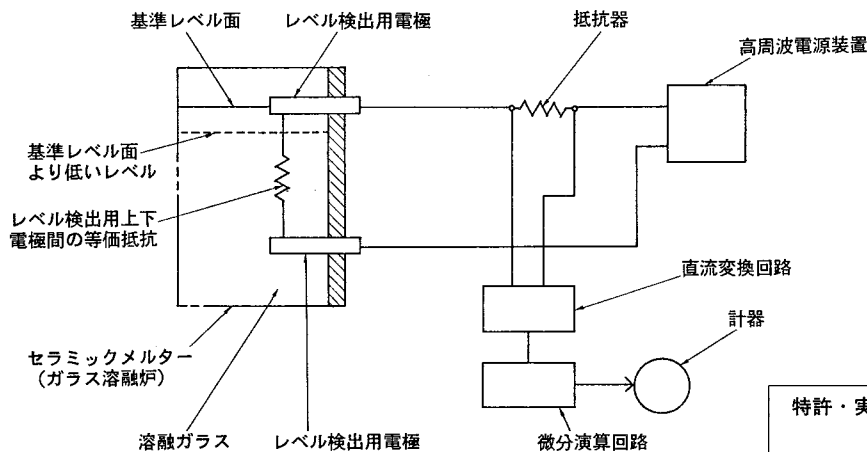 基準レベル面
レベル検出用電極
抵抗器
高周波電源装置
基準レベル面
より低いレベル
レベル検出用上下
電極間の等価抵抗
直流変換回路
計器
セラミックメルター
(ガラス溶融炉)
溶融ガラス
レベル検出用電極
微分演算回路
特許・実